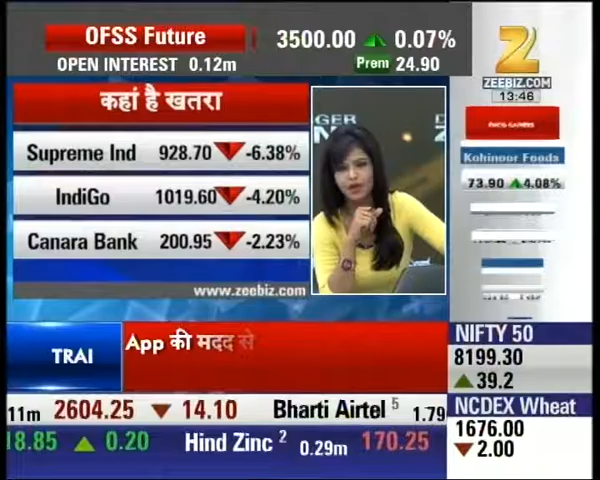 OFSS Future 3500.00 0.07%
OPEN INTEREST 0.12m Prem 24.90
Z
ZEEBIZ.COM
13:46
कहां है खतरा
Supreme Ind 928.70 -6.38%
IndiGo 1019.60 -4.20%
Canara Bank 200.95 -2.23%
www.zeebiz.com
GER
Kohinoor Foods
73.90 4.08%
TRAI App की मदद से
NIFTY 50
8199.30
39.2
11m 2604.25 14.10 Bharti Airtel 5 1.79
NCDEX Wheat
1676.00
2.00
18.85 0.20 Hind Zinc 2 0.29m 170.25